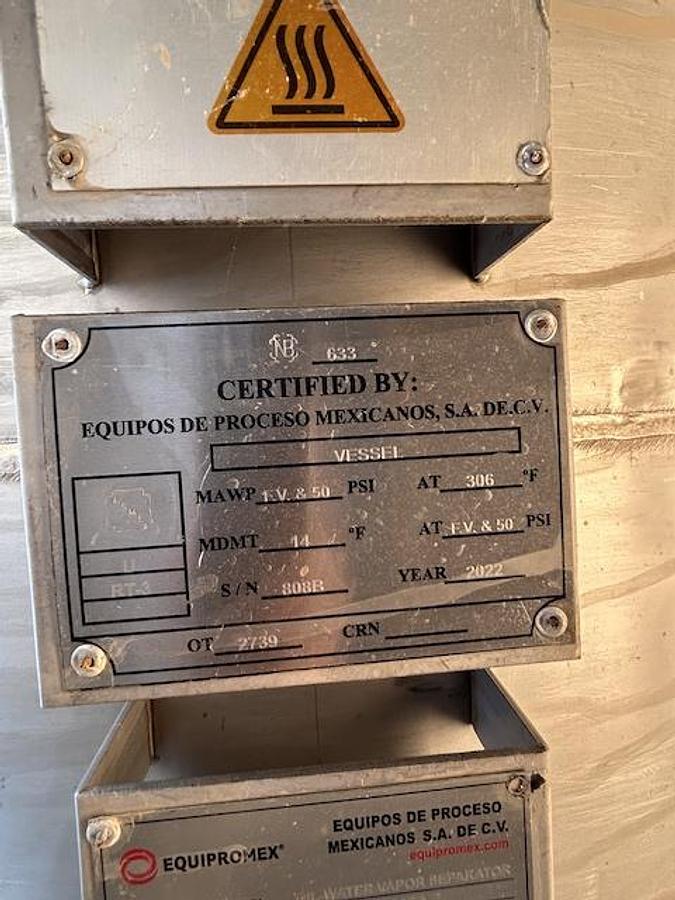 NB 633
CERTIFIED BY:
EQUIPOS DE PROCESO MEXICANOS, S.A. DE.C.V.
VESSEL
MAWP F.V. & 50 PSI AT 306 °F
MDMT 14 °F AT F.V. & 50 PSI
U
RT-3
S / N 808B YEAR 2022
OT 2739 CRN
EQUIPROMEX®
EQUIPOS DE PROCESO
MEXICANOS S.A. DE C.V.
equipromex.com
WATER VAPOR SEPARATOR